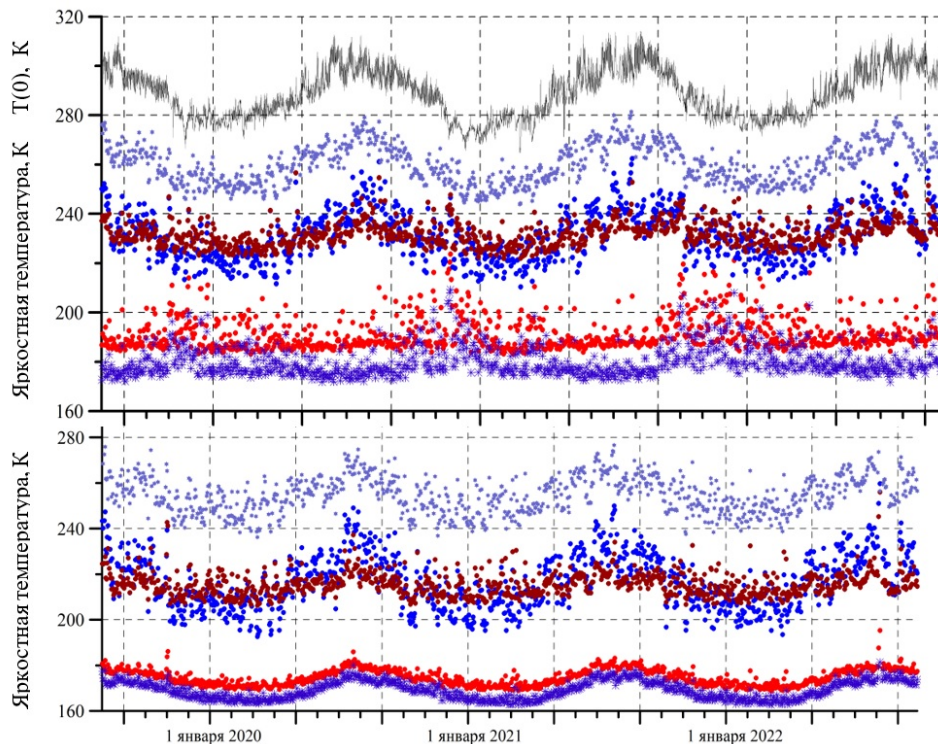 320
280
240
200
160
T(0), К
Яркостная температура, К
280
240
200
160
Яркостная температура, К
1 января 2020
1 января 2021
1 января 2022